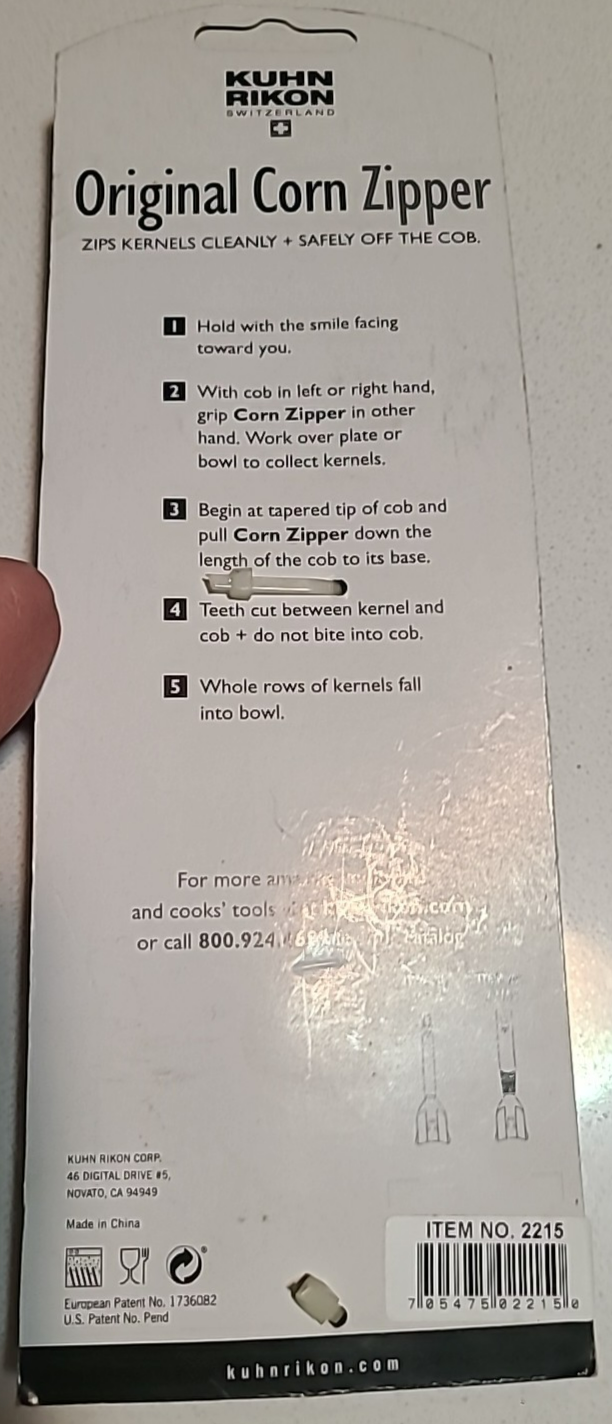 KUHN
RIKON
SWITZERLAND
Original Corn Zipper
ZIPS KERNELS CLEANLY + SAFELY OFF THE COB.
1 Hold with the smile facing
toward you.
2 With cob in left or right hand,
grip Corn Zipper in other
hand. Work over plate or
bowl to collect kernels.
3 Begin at tapered tip of cob and
pull Corn Zipper down the
length of the cob to its base.
4 Teeth cut between kernel and
cob + do not bite into cob.
5 Whole rows of kernels fall
into bowl.
For more
and cooks' tools
or call 800.924. catalog
KUHN RIKON CORP.
46 DIGITAL DRIVE #5,
NOVATO, CA 94949
Made in China
European Patent No. 1736082
U.S. Patent No. Pend
ITEM NO. 2215
7 05475 02215 0
kuhnrikon.com